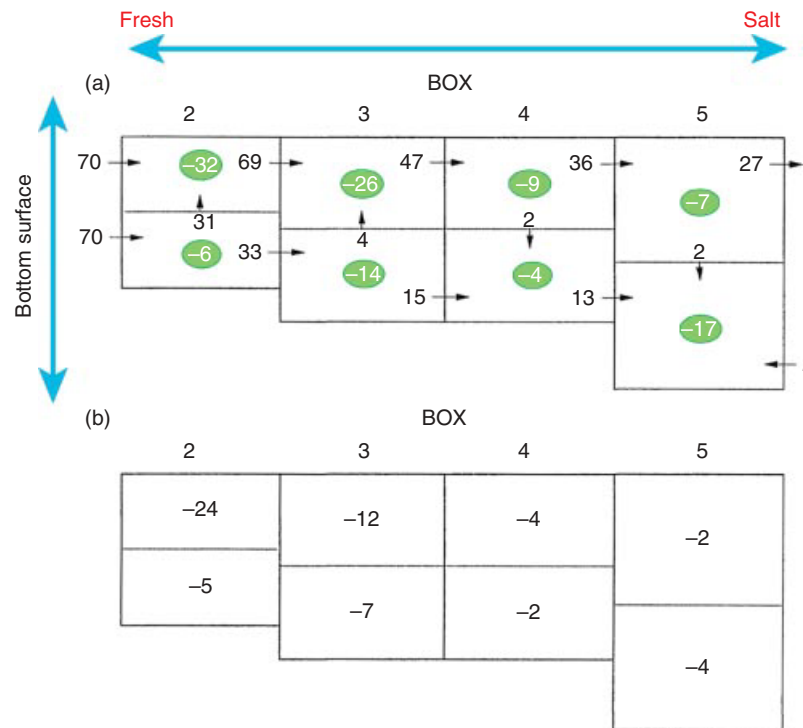 Fresh Salt
(a) BOX
2 3 4 5
70 –32 69 –26 47 –9 36 –7 27
31 4 2 2
70 –6 33 –14 15 –4 13 –17
Bottom surface
(b) BOX
2 3 4 5
–24 –12 –4 –2
–5 –7 –2 –4